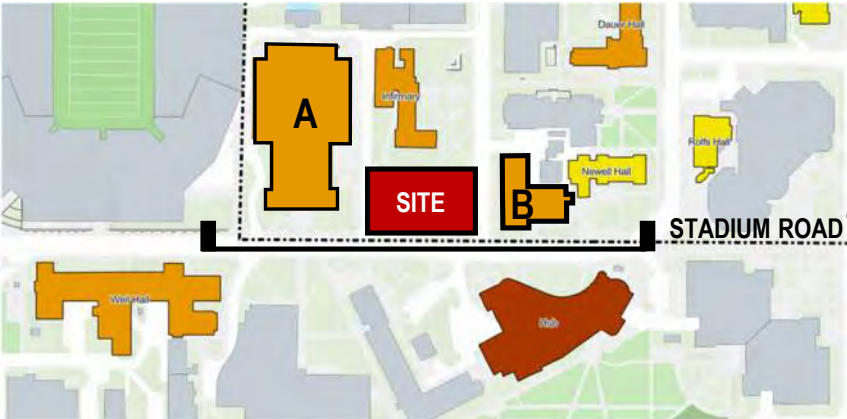 Dauer Hall
A
Infirmary
Rolfs Hall
Newell Hall
SITE
B
STADIUM ROAD
Weil Hall
Hub